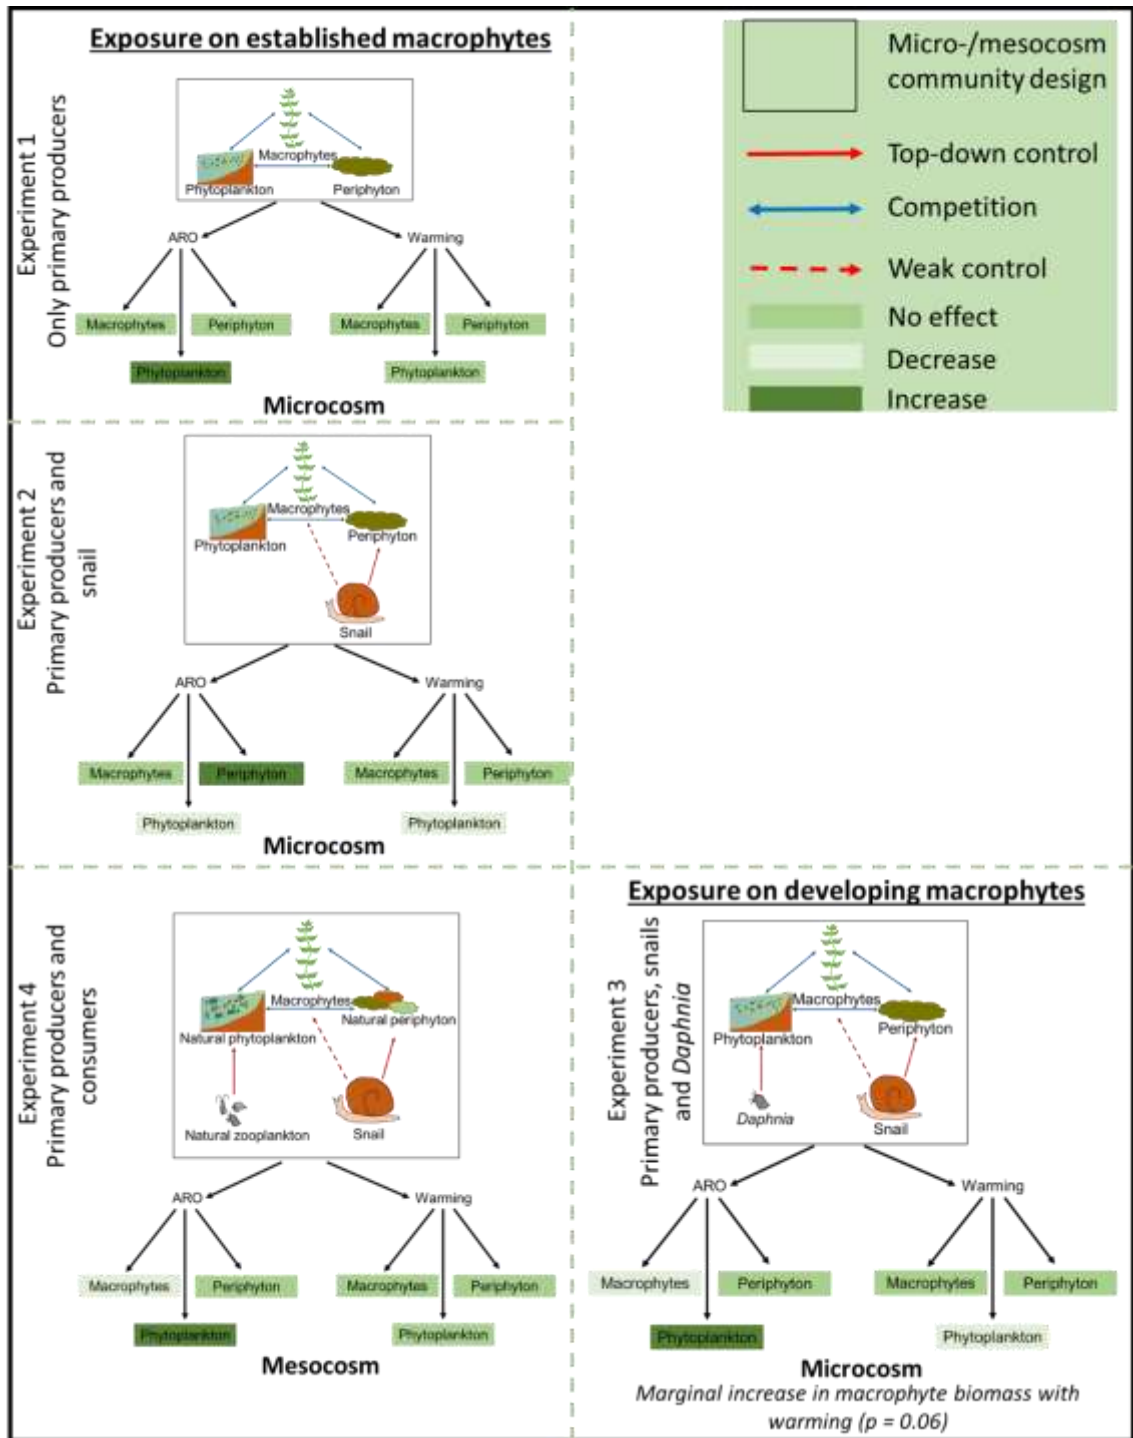 Exposure on established macrophytes
Experiment 1
Only primary producers
Macrophytes
Phytoplankton
Periphyton
ARO
Warming
Macrophytes
Periphyton
Macrophytes
Periphyton
Phytoplankton
Phytoplankton
Microcosm
Micro-/mesocosm
community design
Top-down control
Competition
Weak control
No effect
Decrease
Increase
Experiment 2
Primary producers and
snail
Macrophytes
Phytoplankton
Periphyton
Snail
ARO
Warming
Macrophytes
Periphyton
Macrophytes
Periphyton
Phytoplankton
Phytoplankton
Microcosm
Experiment 4
Primary producers and
consumers
Macrophytes
Natural periphyton
Natural phytoplankton
Natural zooplankton
Snail
ARO
Warming
Macrophytes
Periphyton
Macrophytes
Periphyton
Phytoplankton
Phytoplankton
Mesocosm
Exposure on developing macrophytes
Experiment 3
Primary producers, snails
and Daphnia
Macrophytes
Phytoplankton
Periphyton
Daphnia
Snail
ARO
Warming
Macrophytes
Periphyton
Macrophytes
Periphyton
Phytoplankton
Phytoplankton
Microcosm
Marginal increase in macrophyte biomass with
warming (p = 0.06)